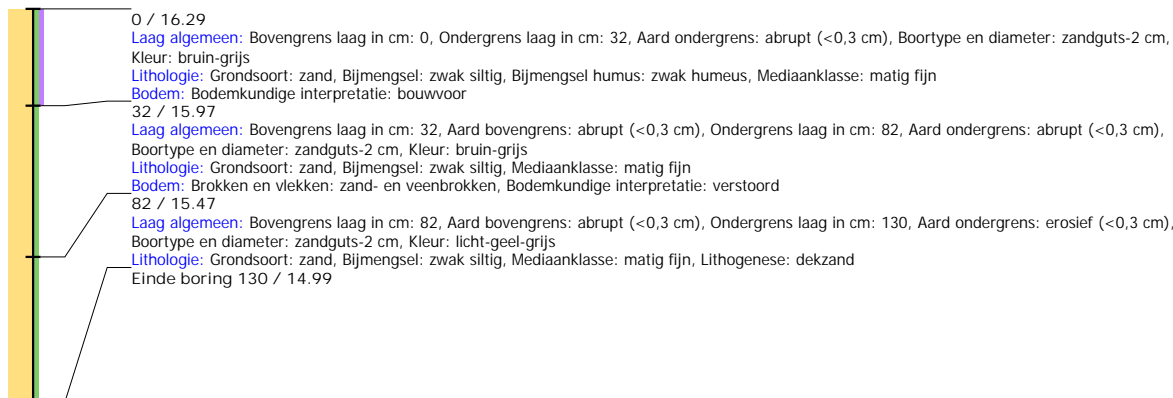 0 / 16.29
Laag algemeen: Bovengrens laag in cm: 0, Ondergrens laag in cm: 32, Aard ondergrens: abrupt (<0,3 cm), Boortype en diameter: zandguts-2 cm,
Kleur: bruin-grijs
Lithologie: Grondsoort: zand, Bijmengsel: zwak siltig, Bijmengsel humus: zwak humeus, Mediaanklasse: matig fijn
Bodem: Bodemkundige interpretatie: bouwvoor
32 / 15.97
Laag algemeen: Bovengrens laag in cm: 32, Aard bovengrens: abrupt (<0,3 cm), Ondergrens laag in cm: 82, Aard ondergrens: abrupt (<0,3 cm),
Boortype en diameter: zandguts-2 cm, Kleur: bruin-grijs
Lithologie: Grondsoort: zand, Bijmengsel: zwak siltig, Mediaanklasse: matig fijn
Bodem: Brokken en vlekken: zand- en veenbrokken, Bodemkundige interpretatie: verstoord
82 / 15.47
Laag algemeen: Bovengrens laag in cm: 82, Aard bovengrens: abrupt (<0,3 cm), Ondergrens laag in cm: 130, Aard ondergrens: erosief (<0,3 cm),
Boortype en diameter: zandguts-2 cm, Kleur: licht-geel-grijs
Lithologie: Grondsoort: zand, Bijmengsel: zwak siltig, Mediaanklasse: matig fijn, Lithogenese: dekzand
Einde boring 130 / 14.99